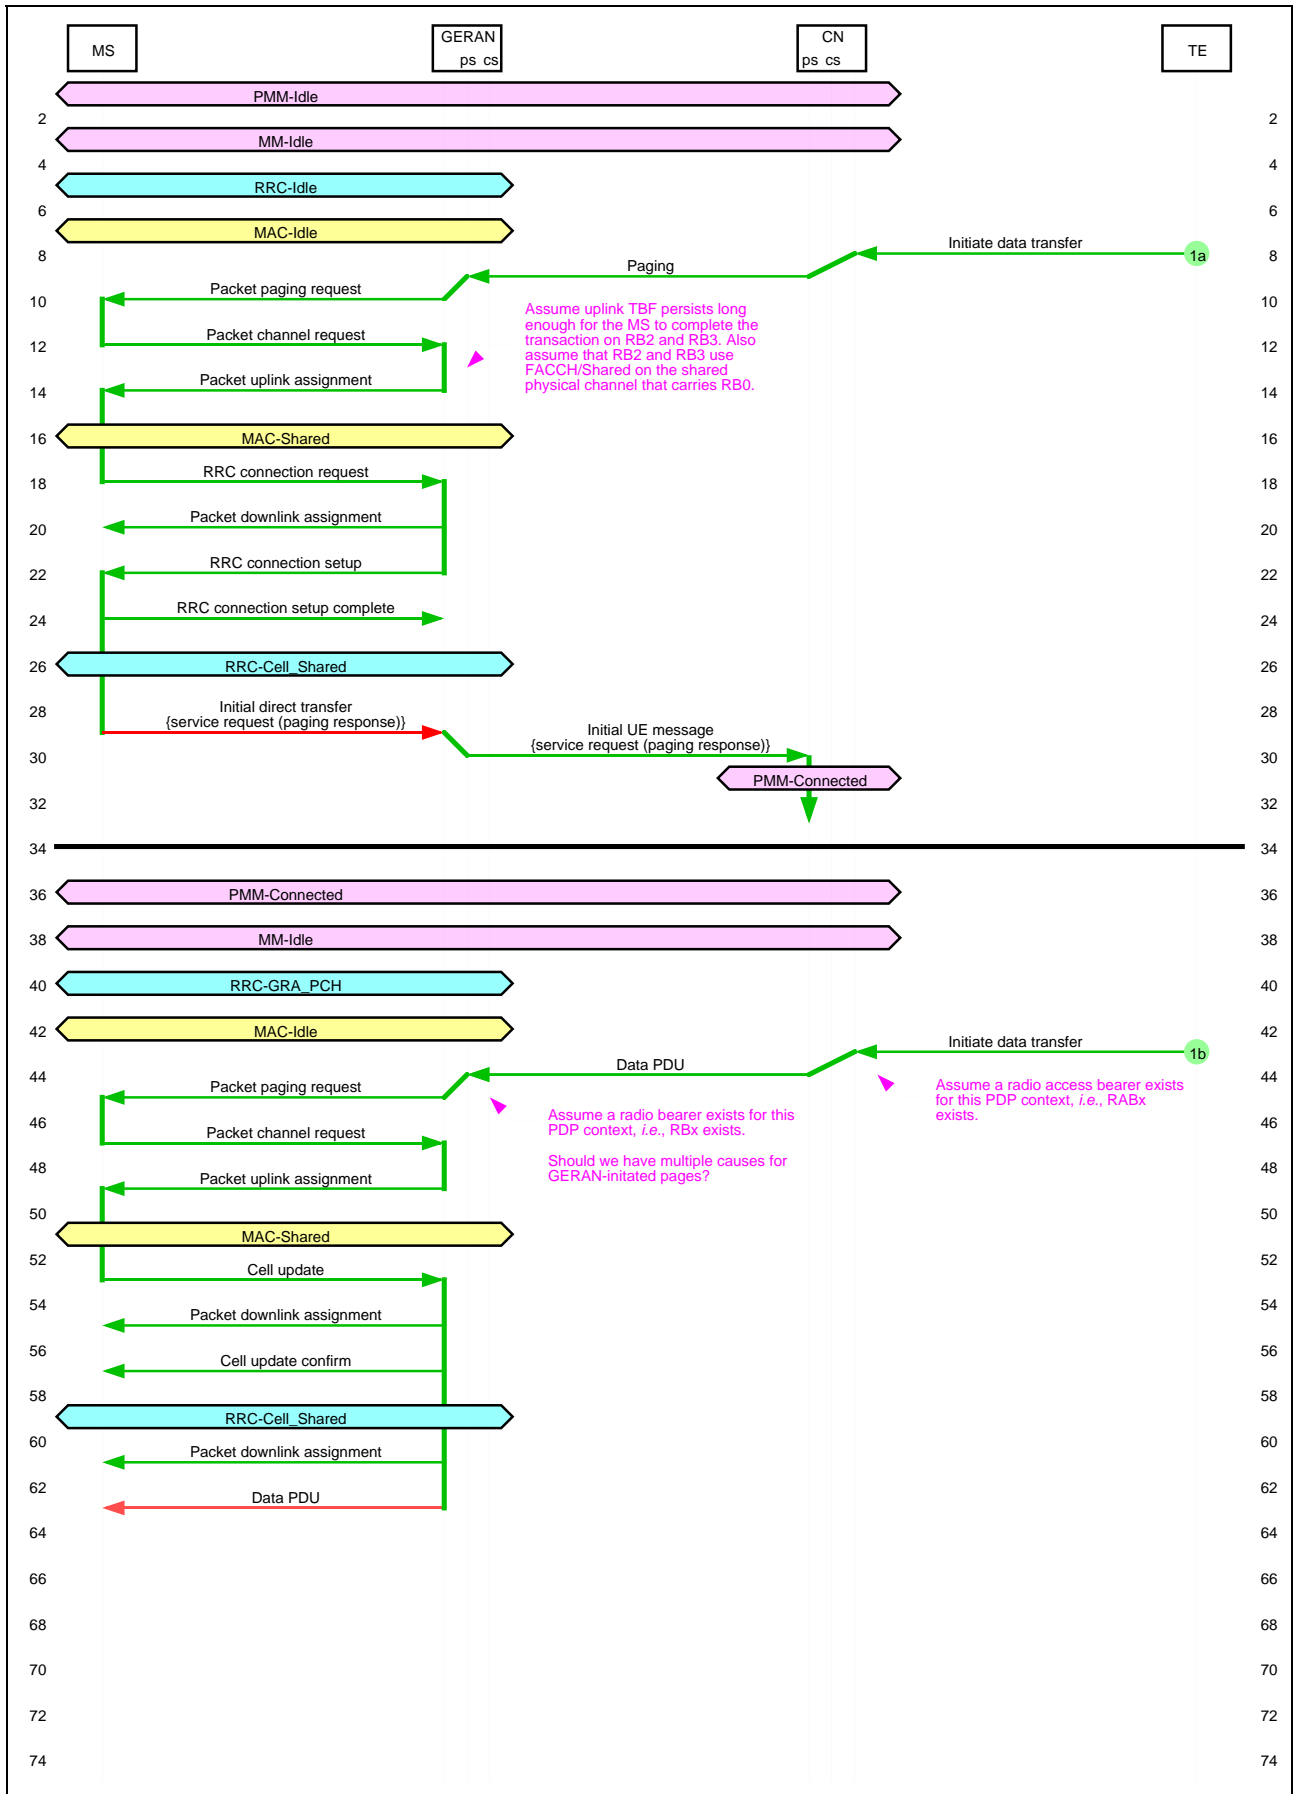 MS
GERAN
ps cs
CN
ps cs
TE
PMM-Idle
2 2
MM-Idle
4 4
RRC-Idle
6 6
MAC-Idle
Initiate data transfer
8 1a 8
Paging
Packet paging request
10 10
Assume uplink TBF persists long
enough for the MS to complete the
transaction on RB2 and RB3. Also
assume that RB2 and RB3 use
FACCH/Shared on the shared
physical channel that carries RB0.
Packet channel request
12 12
Packet uplink assignment
14 14
16 MAC-Shared 16
RRC connection request
18 18
Packet downlink assignment
20 20
RRC connection setup
22 22
RRC connection setup complete
24 24
26 RRC-Cell_Shared 26
28 28
Initial direct transfer
{service request (paging response)}
Initial UE message
{service request (paging response)}
30 30
PMM-Connected
32 32
34 34
36 PMM-Connected 36
38 MM-Idle 38
40 RRC-GRA_PCH 40
42 MAC-Idle 42
Initiate data transfer
1b
Data PDU
44 44
Packet paging request
Assume a radio access bearer exists
for this PDP context, i.e., RABx
exists.
Assume a radio bearer exists for this
PDP context, i.e., RBx exists.
Should we have multiple causes for
GERAN-initated pages?
46 46
Packet channel request
48 48
Packet uplink assignment
50 50
MAC-Shared
52 52
Cell update
54 54
Packet downlink assignment
56 56
Cell update confirm
58 58
RRC-Cell_Shared
60 60
Packet downlink assignment
62 62
Data PDU
64 64
66 66
68 68
70 70
72 72
74 74